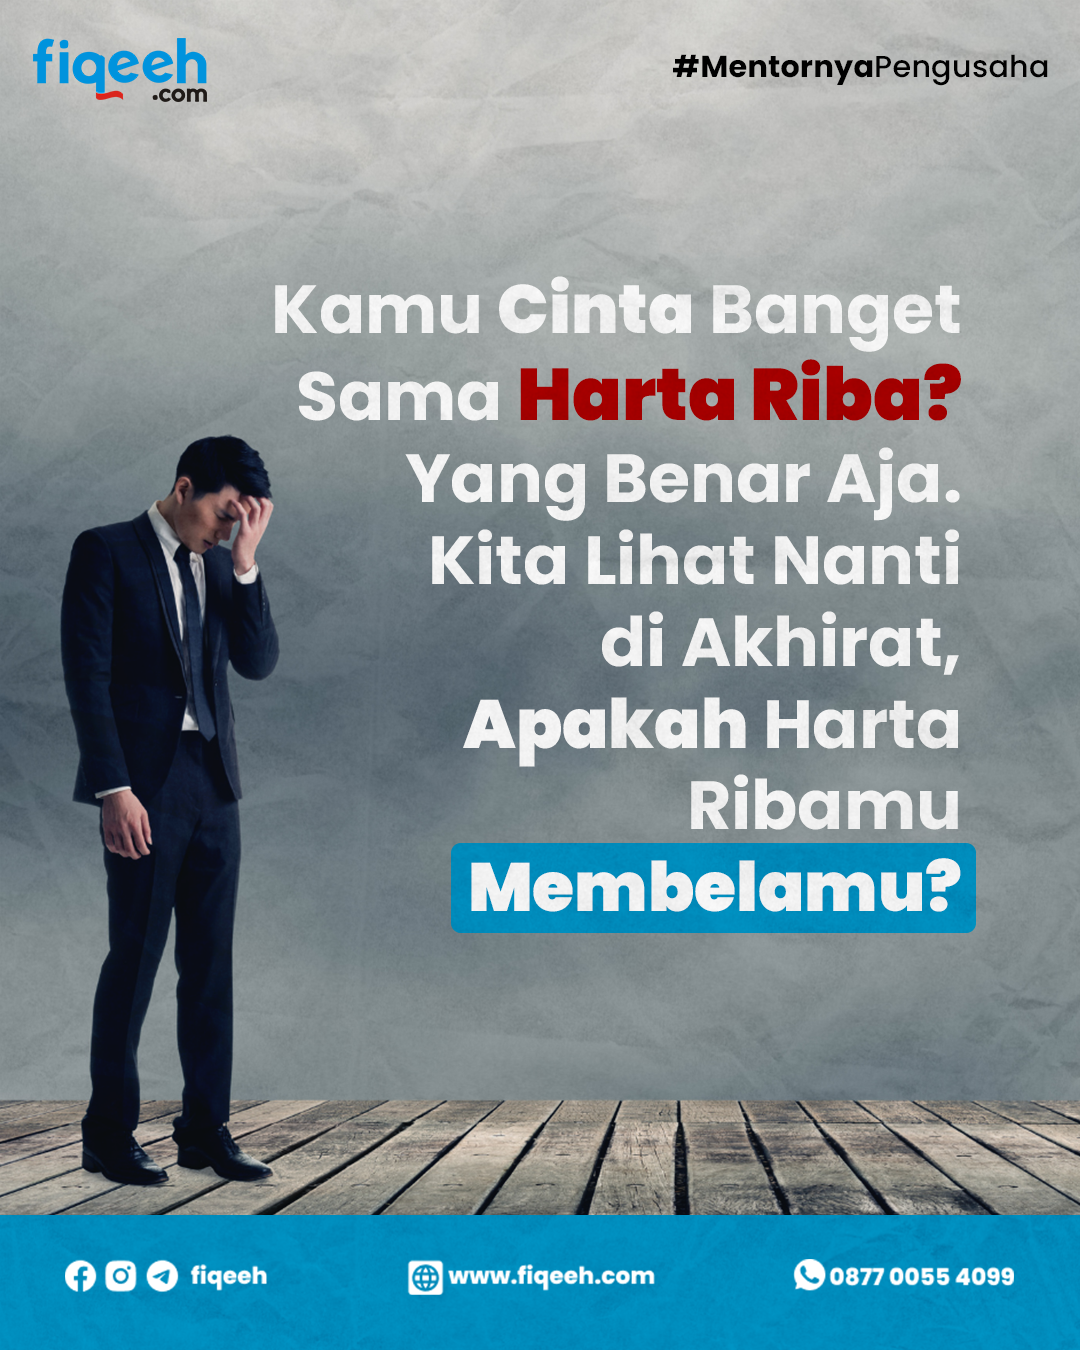 fiqeeh
.com
#MentornyaPengusaha
Kamu Cinta Banget
Sama Harta Riba?
Yang Benar Aja.
Kita Lihat Nanti
di Akhirat,
Apakah Harta
Ribamu
Membelamu?
fiqeeh
www.fiqeeh.com
0877 0055 4099